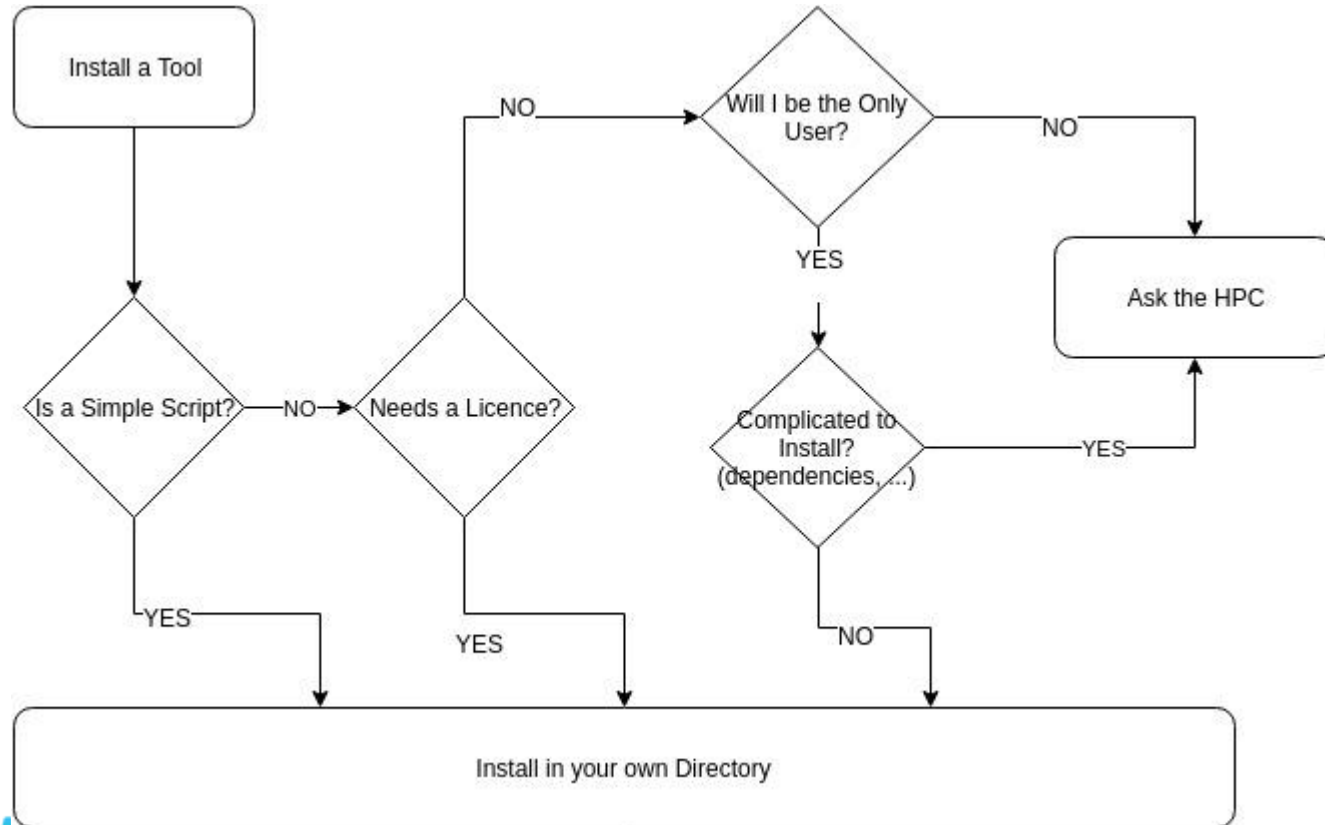 Install a Tool
Will I be the Only
User?
NO
NO
YES
Ask the HPC
Is a Simple Script?
NO
Needs a Licence?
Complicated to
Install?
(dependencies, ...)
YES
YES
YES
NO
Install in your own Directory